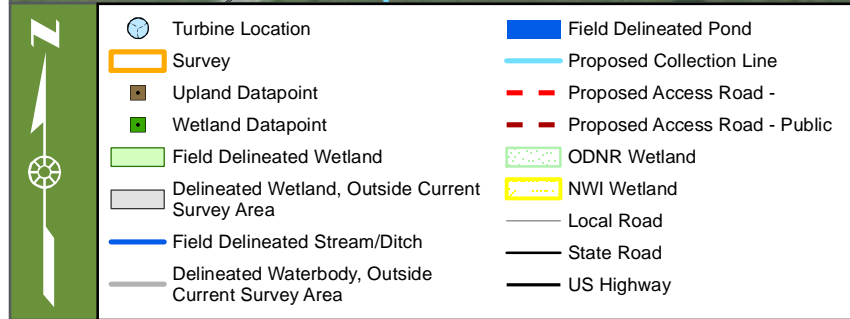 N
Turbine Location
Survey
Upland Datapoint
Wetland Datapoint
Field Delineated Wetland
Delineated Wetland, Outside Current
Survey Area
Field Delineated Stream/Ditch
Delineated Waterbody, Outside
Current Survey Area
Field Delineated Pond
Proposed Collection Line
Proposed Access Road -
Proposed Access Road - Public
ODNR Wetland
NWI Wetland
Local Road
State Road
US Highway